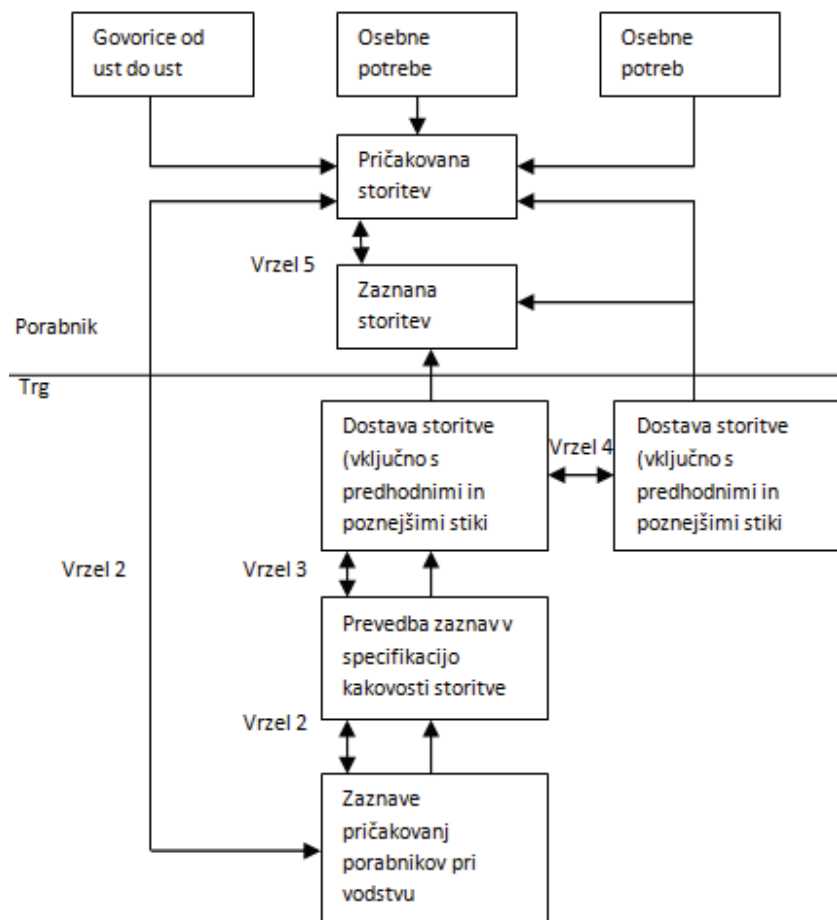 Govorice od
ust do ust
Osebne
potrebe
Osebne
potreb
Pričakovana
storitev
Vrzel 5
Zaznana
storitev
Porabnik
Trg
Dostava storitve
(vključno s
predhodnimi in
poznejšimi stiki
Vrzel 4
Dostava storitve
(vključno s
predhodnimi in
poznejšimi stiki
Vrzel 2
Vrzel 3
Prevedba zaznav v
specifikacijo
kakovosti storitve
Vrzel 2
Zaznave
pričakovanj
porabnikov pri
vodstvu